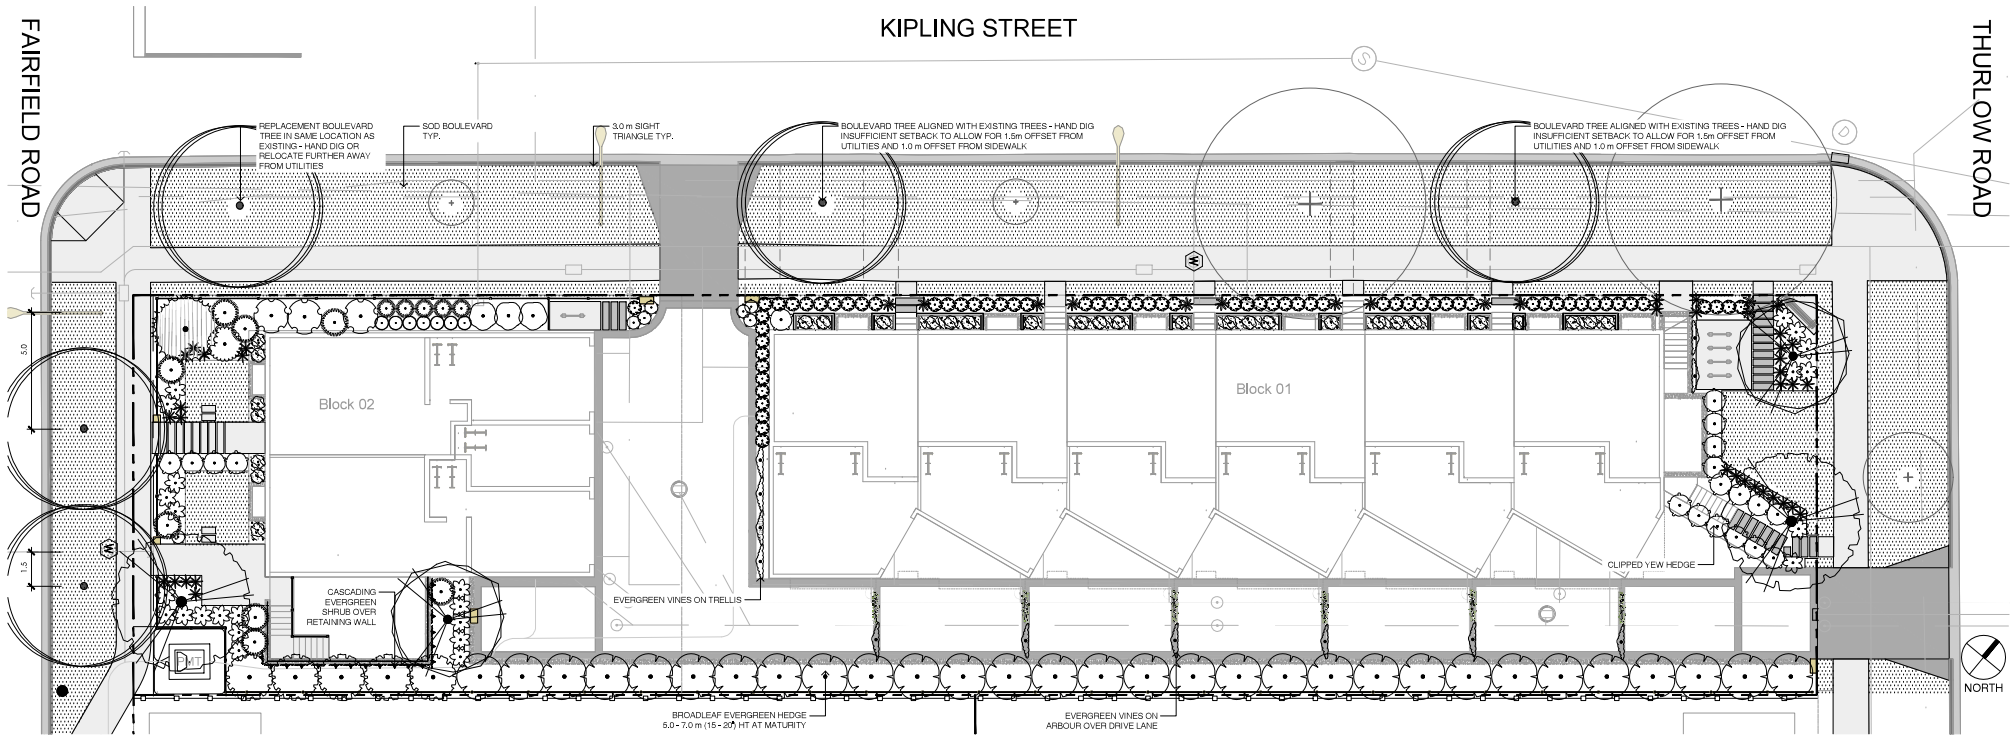 KIPLING STREET
FAIRFIELD ROAD
THURLOW ROAD
REPLACEMENT BOULEVARD
TREE IN SAME LOCATION AS
EXISTING - HAND DIG OR
RELOCATE FURTHER AWAY
FROM UTILITIES
SOD BOULEVARD
TYP.
3.0 m SIGHT
TRIANGLE TYP.
BOULEVARD TREE ALIGNED WITH EXISTING TREES - HAND DIG
INSUFFICIENT SETBACK TO ALLOW FOR 1.5m OFFSET FROM
UTILITIES AND 1.0 m OFFSET FROM SIDEWALK
BOULEVARD TREE ALIGNED WITH EXISTING TREES - HAND DIG
INSUFFICIENT SETBACK TO ALLOW FOR 1.5m OFFSET FROM
UTILITIES AND 1.0 m OFFSET FROM SIDEWALK
S
D
W
5.0
Block 02
Block 01
W
1.5
CLIPPED YEW HEDGE
CASCADING
EVERGREEN
SHRUB OVER
RETAINING WALL
EVERGREEN VINES ON TRELLIS
PMT
NORTH
BROADLEAF EVERGREEN HEDGE
5.0 - 7.0 m (15 - 20') HT AT MATURITY
EVERGREEN VINES ON
ARBOUR OVER DRIVE LANE